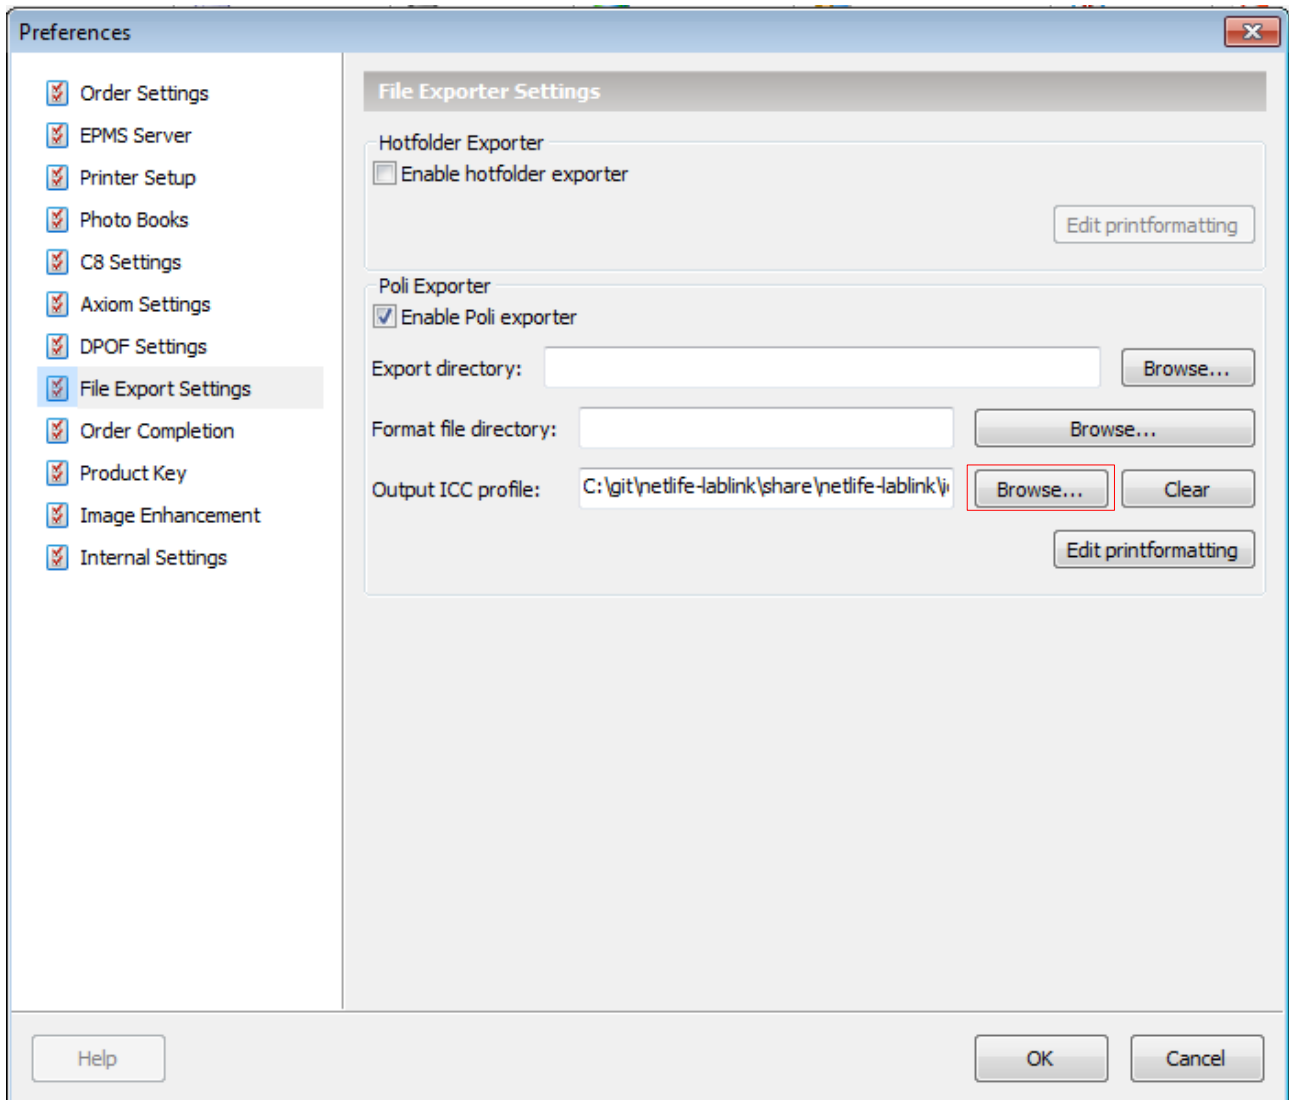 Preferences
Order Settings
EPMS Server
Printer Setup
Photo Books
C8 Settings
Axiom Settings
DPOF Settings
File Export Settings
Order Completion
Product Key
Image Enhancement
Internal Settings
File Exporter Settings
Hotfolder Exporter
Enable hotfolder exporter
Edit printformatting
Poli Exporter
Enable Poli exporter
Export directory: Browse...
Format file directory: Browse...
Output ICC profile: C:\git\netlife-lablink\share\netlife-lablink\i Browse... Clear
Edit printformatting
Help OK Cancel